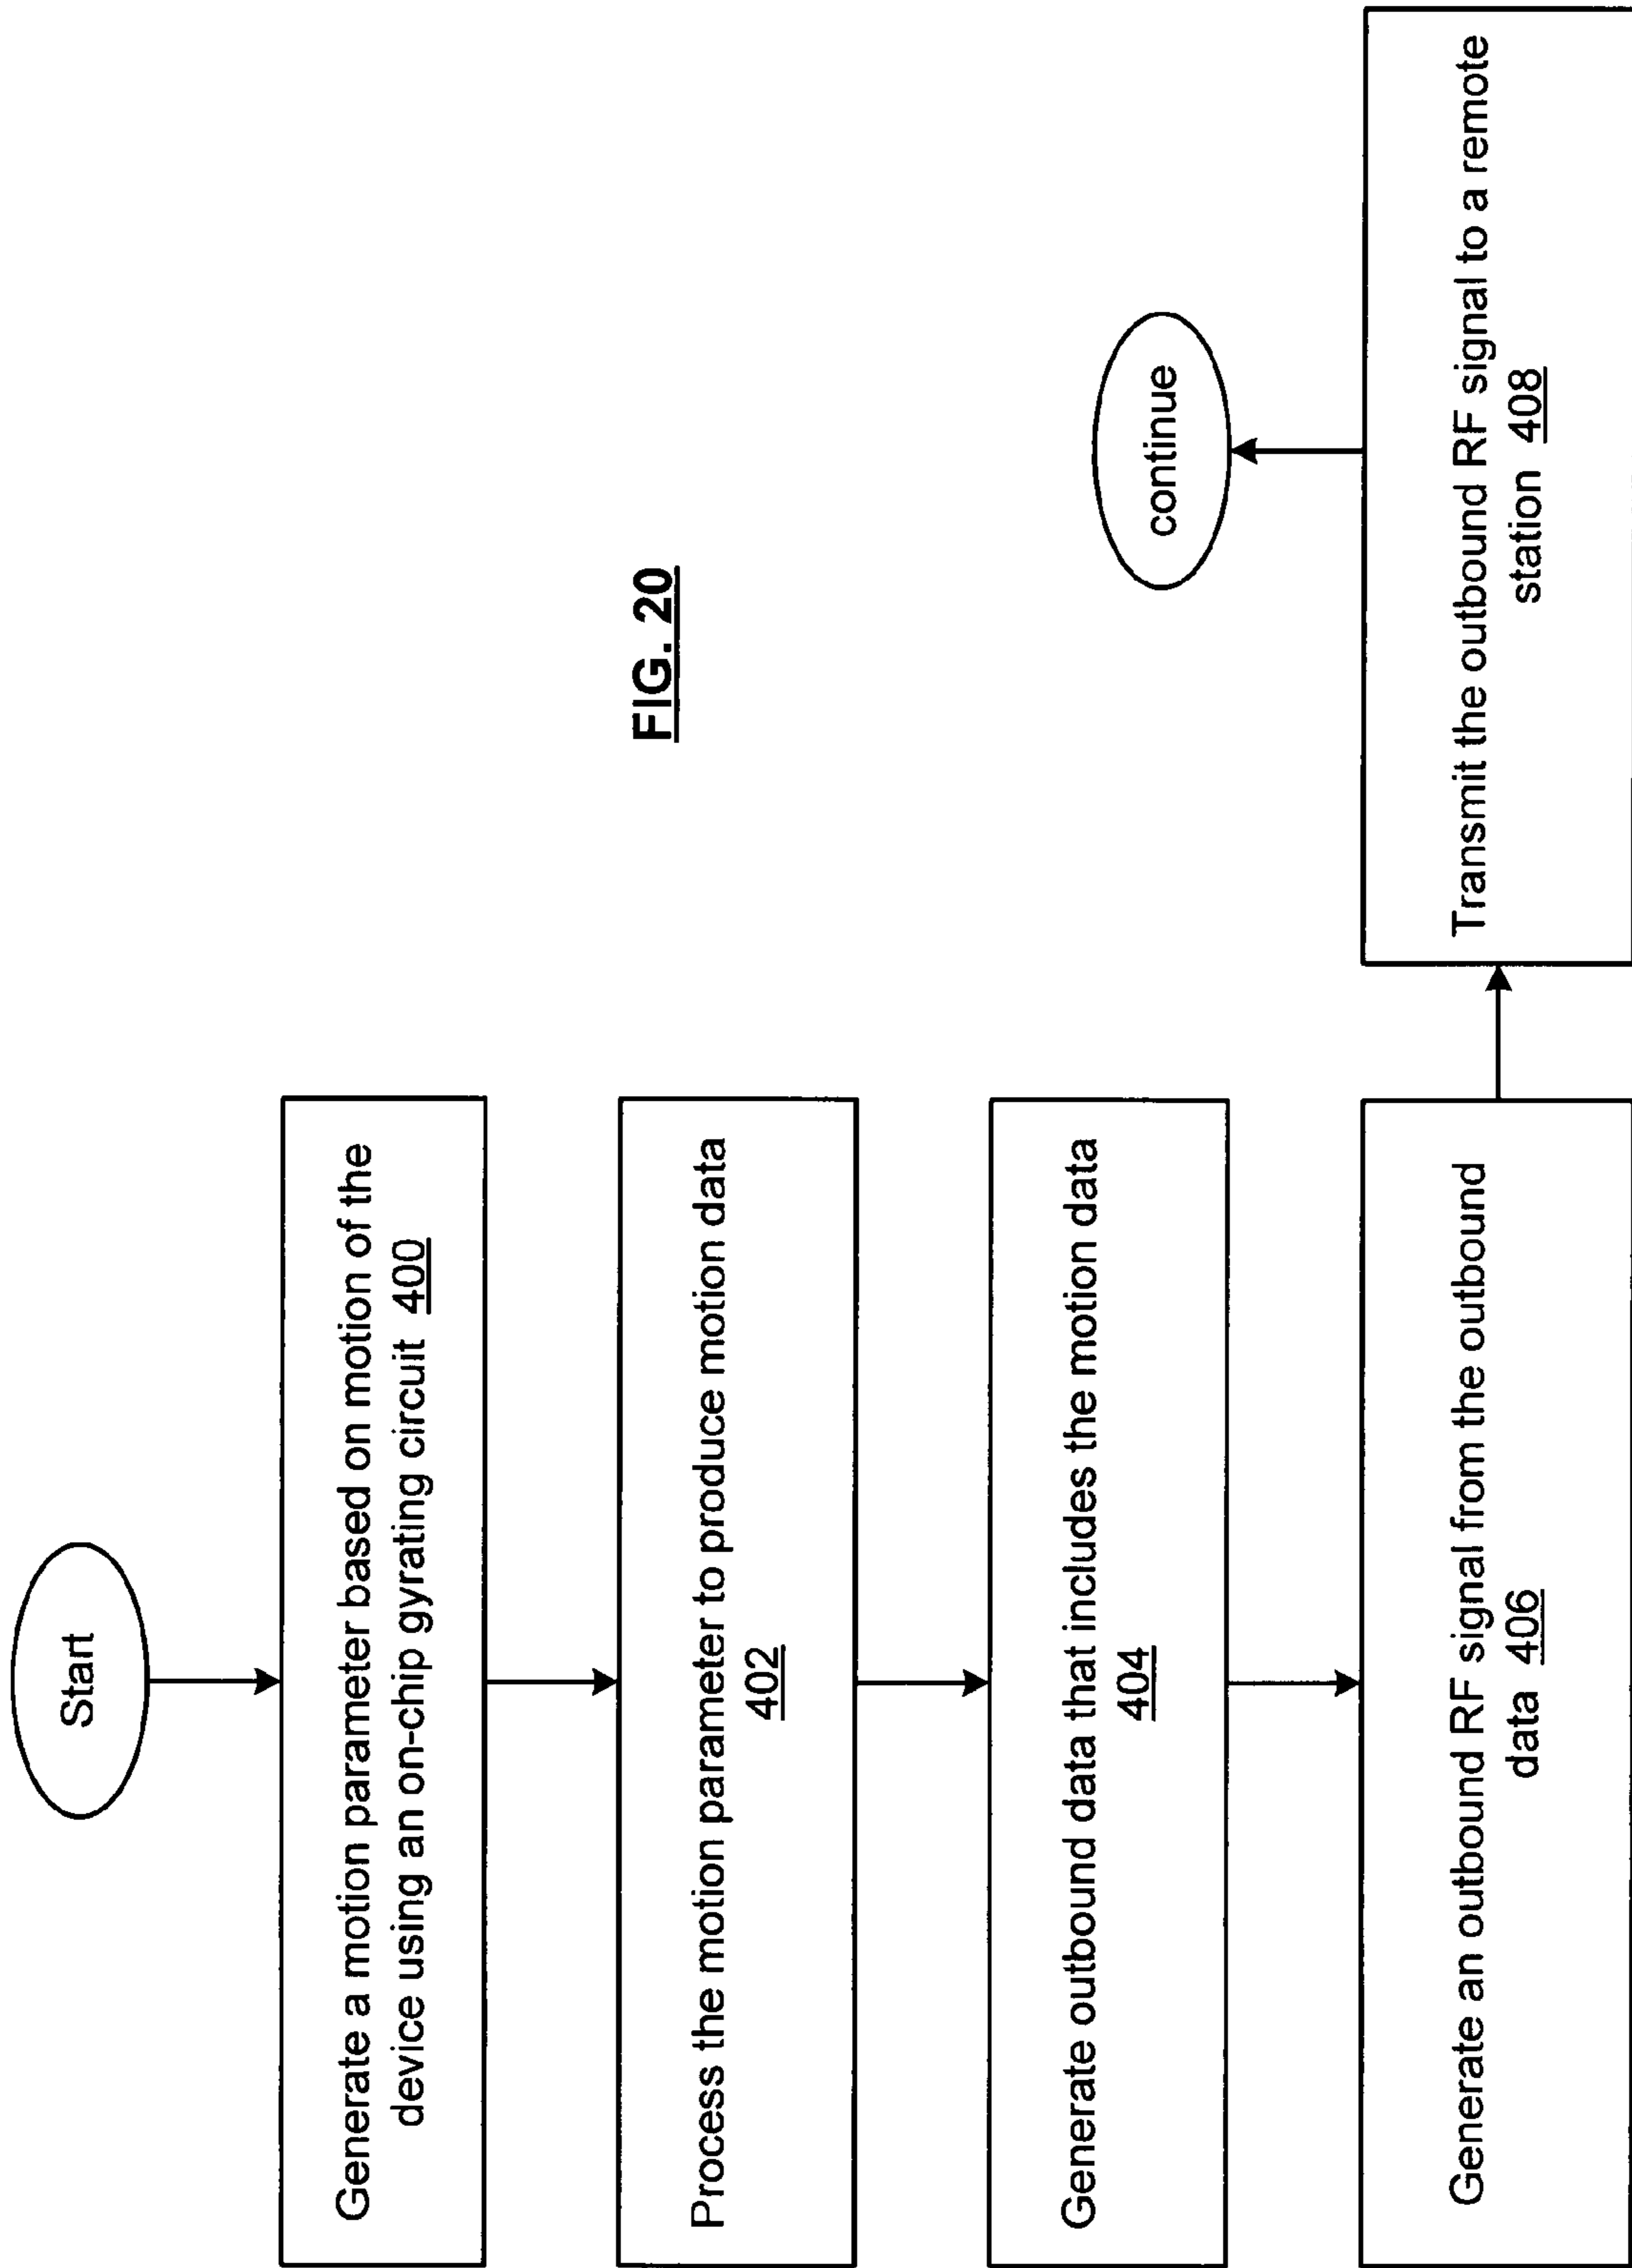 Start
Generate a motion parameter based on motion of the
device using an on-chip gyrating circuit 400
Process the motion parameter to produce motion data
402
Generate outbound data that includes the motion data
404
Generate an outbound RF signal from the outbound
data 406
Transmit the outbound RF signal to a remote
station 408
continue
FIG. 20